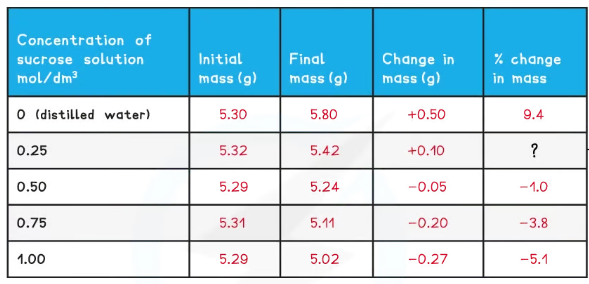 Concentration of
sucrose solution
mol/dm³
Initial
mass (g)
Final
mass (g)
Change in
mass (g)
% change
in mass
0 (distilled water) 5.30 5.80 +0.50 9.4
0.25 5.32 5.42 +0.10 ?
0.50 5.29 5.24 −0.05 −1.0
0.75 5.31 5.11 −0.20 −3.8
1.00 5.29 5.02 −0.27 −5.1